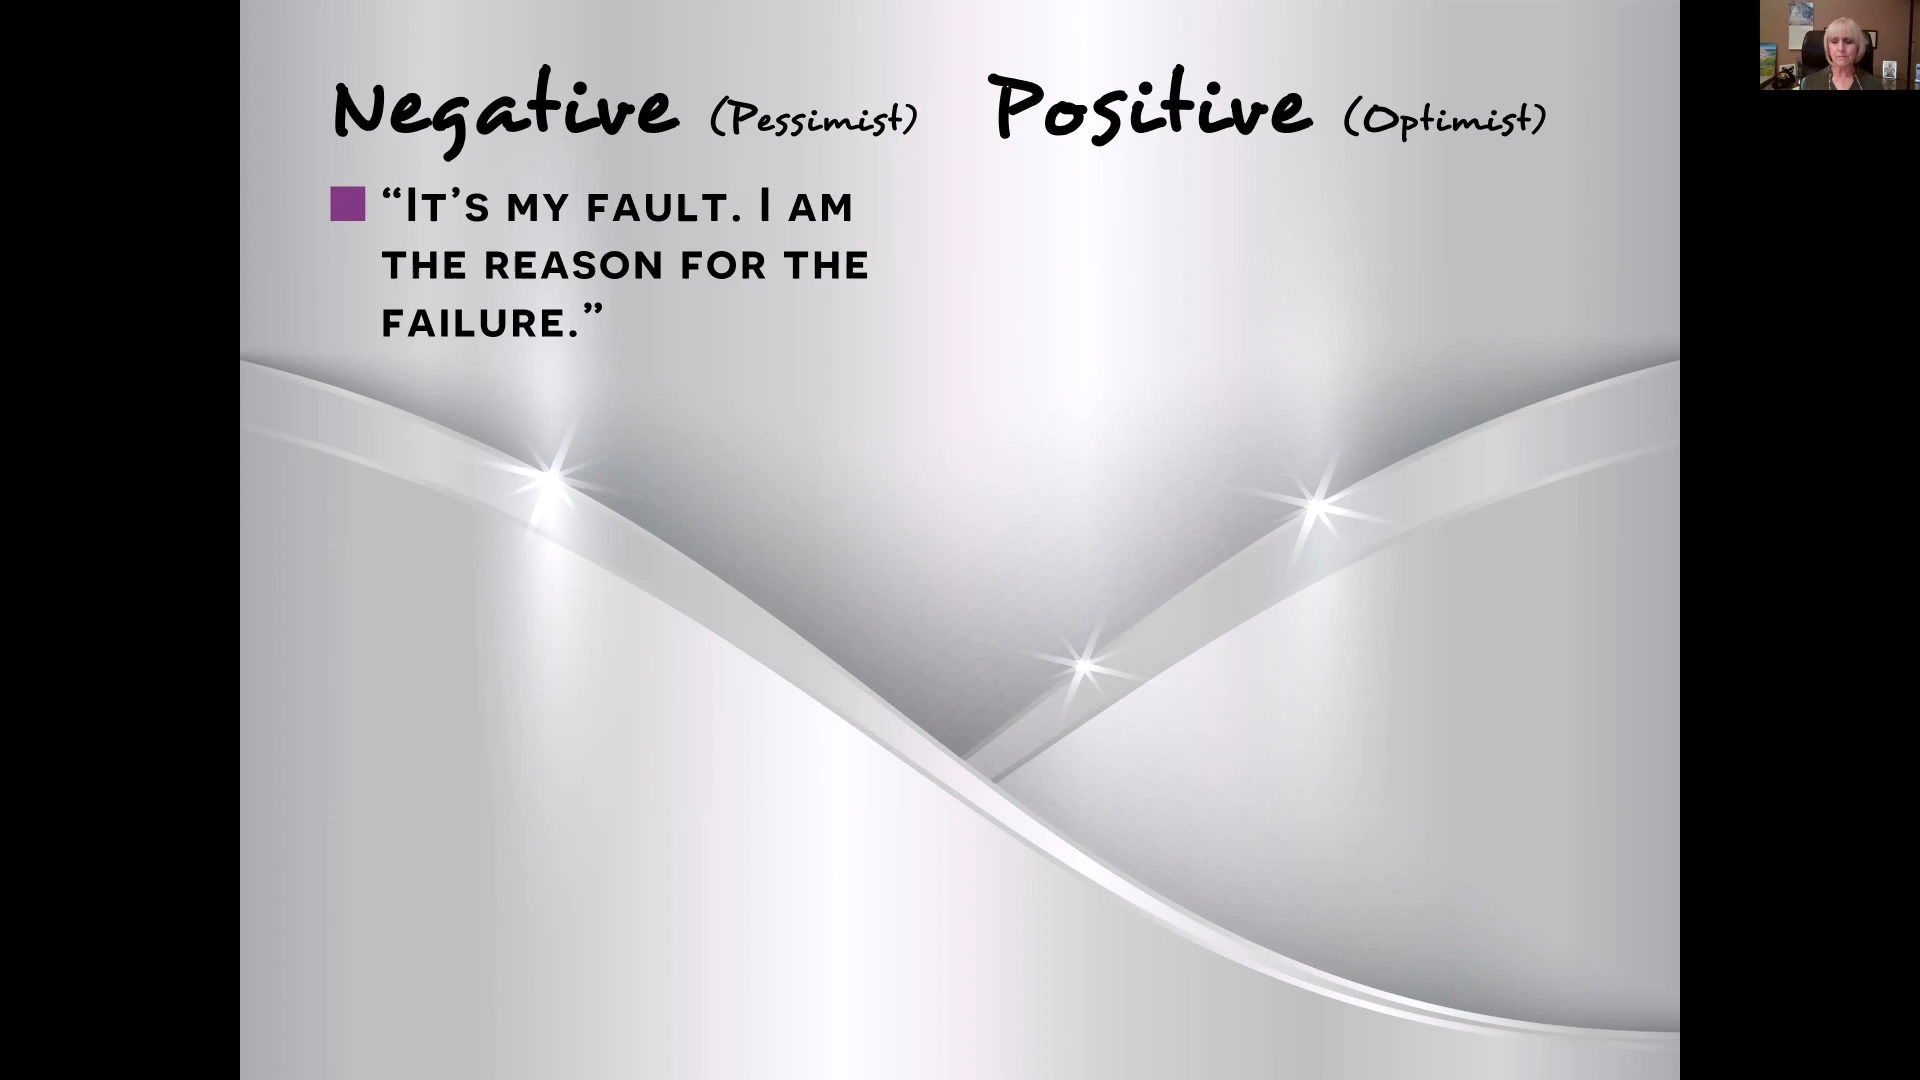 Negative (Pessimist)
Positive (Optimist)
“It’s my fault. I am
the reason for the
failure.”